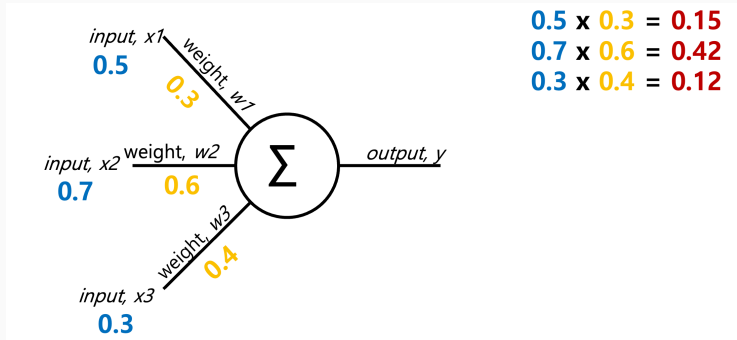 input, x1
0.5
weight, w1
0.3
input, x2
0.7
weight, w2
0.6
input, x3
0.3
weight, w3
0.4
Σ
output, y
0.5 x 0.3 = 0.15
0.7 x 0.6 = 0.42
0.3 x 0.4 = 0.12